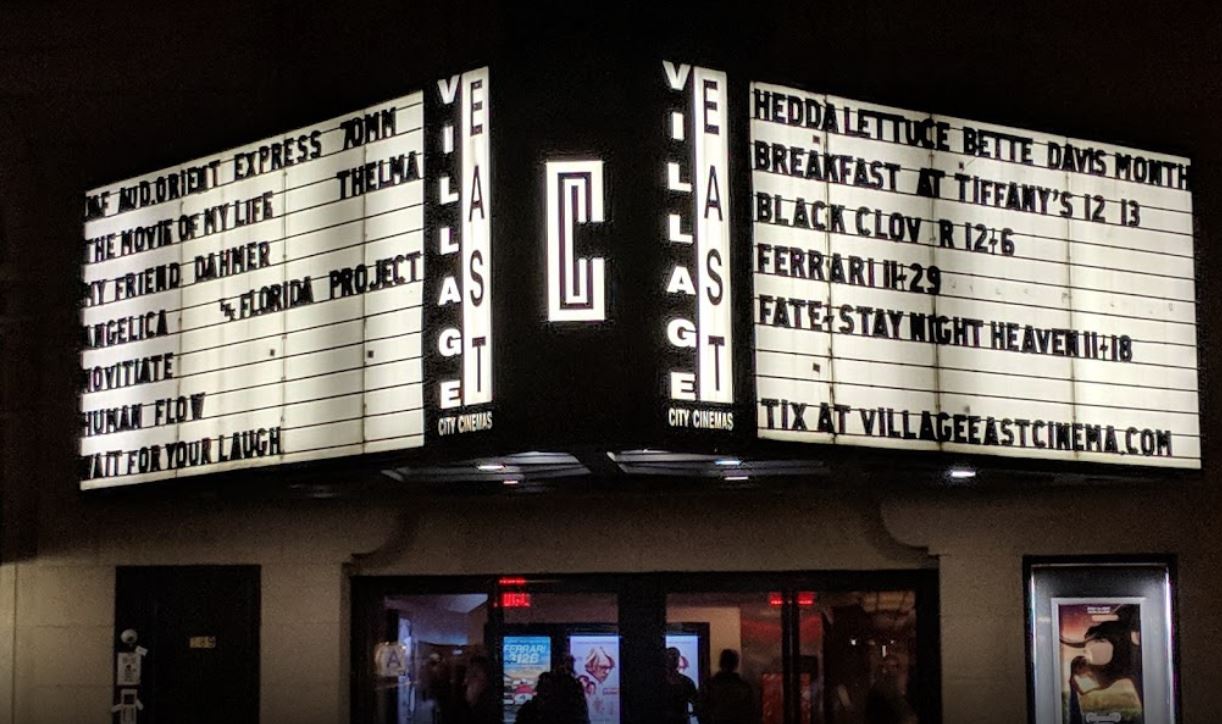 AUD.ORIENT EXPRESS 70MM
THE MOVIE OF MY LIFE
THELMA
MY FRIEND DAHMER
ANGELICA
FLORIDA PROJECT
NOVITIATE
HUMAN FLOW
WAIT FOR YOUR LAUGH
VILLAGE
EAST
CITY CINEMAS
C
VILLAGE
EAST
CITY CINEMAS
HEDDA LETTUCE BETTE DAVIS MONTH
BREAKFAST AT TIFFANY'S 12 13
BLACK CLOV R 12+6
FERRARI 11+29
FATE-STAY NIGHT HEAVEN 11+18
TIX AT VILLAGEEASTCINEMA.COM
A
FERRARI
312B